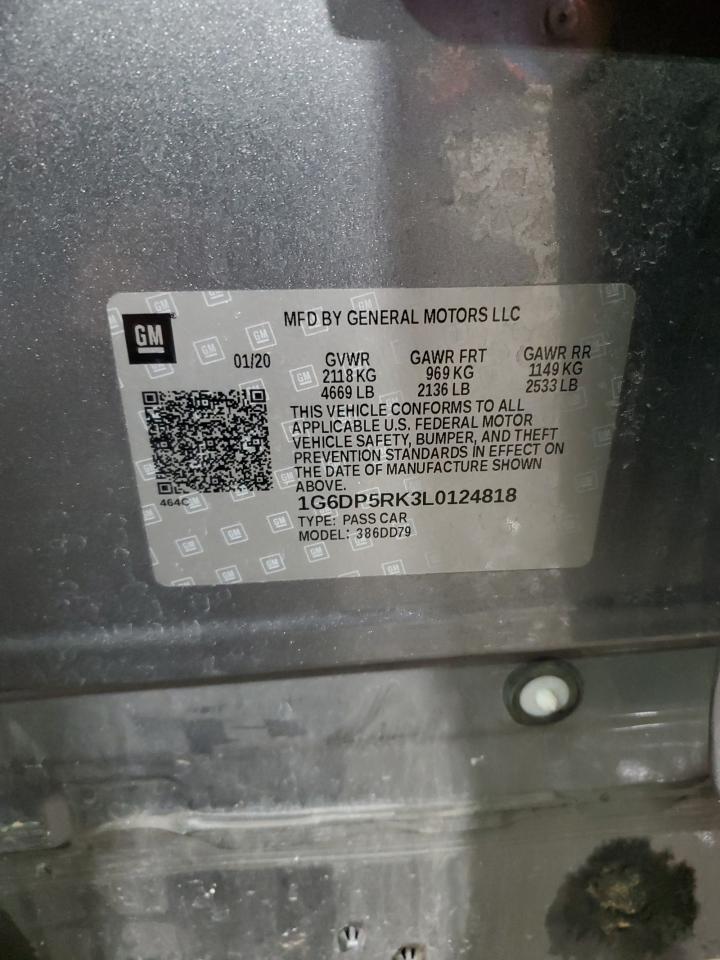 GM
MFD BY GENERAL MOTORS LLC
01/20 GVWR GAWR FRT GAWR RR
2118 KG 969 KG 1149 KG
4669 LB 2136 LB 2533 LB
THIS VEHICLE CONFORMS TO ALL
APPLICABLE U.S. FEDERAL MOTOR
VEHICLE SAFETY, BUMPER, AND THEFT
PREVENTION STANDARDS IN EFFECT ON
THE DATE OF MANUFACTURE SHOWN
ABOVE.
464C
1G6DP5RK3L0124818
TYPE: PASS CAR
MODEL: 386DD79